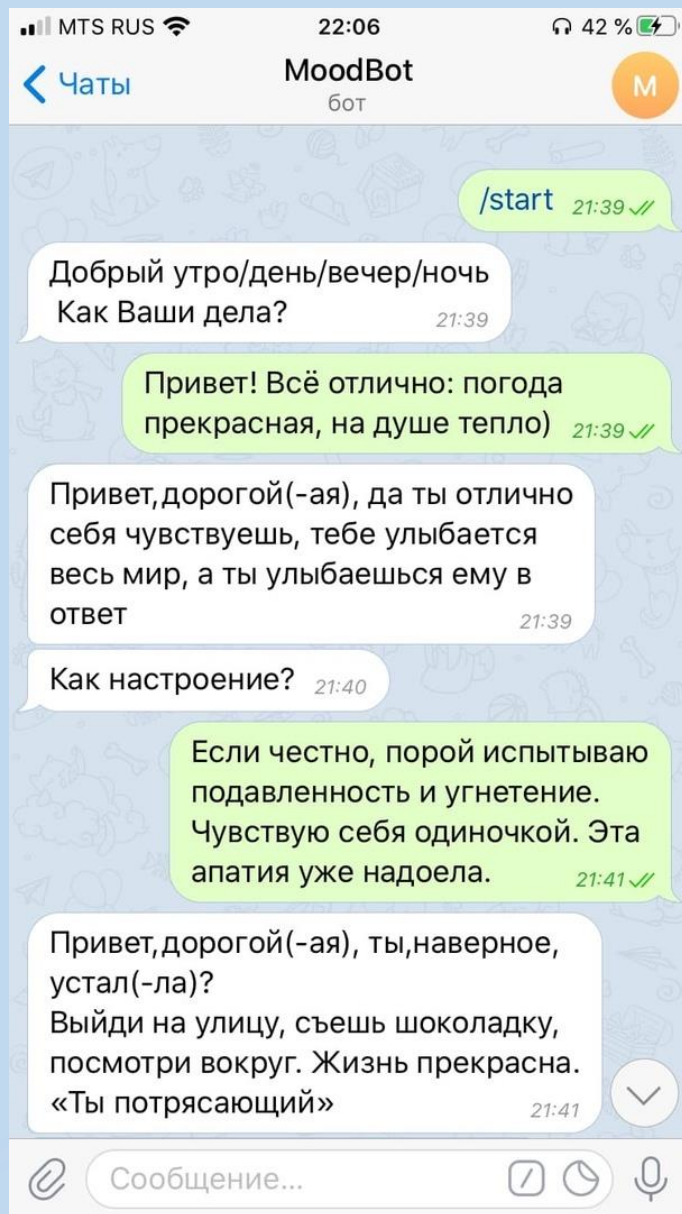 MTS RUS 22:06 42 %
Чаты MoodBot М
бот
/start 21:39
Добрый утро/день/вечер/ночь
Как Ваши дела? 21:39
Привет! Всё отлично: погода
прекрасная, на душе тепло) 21:39
Привет,дорогой(-ая), да ты отлично
себя чувствуешь, тебе улыбается
весь мир, а ты улыбаешься ему в
ответ 21:39
Как настроение? 21:40
Если честно, порой испытываю
подавленность и угнетение.
Чувствую себя одиночкой. Эта
апатия уже надоела. 21:41
Привет,дорогой(-ая), ты,наверное,
устал(-ла)?
Выйди на улицу, съешь шоколадку,
посмотри вокруг. Жизнь прекрасна.
«Ты потрясающий» 21:41
Сообщение...